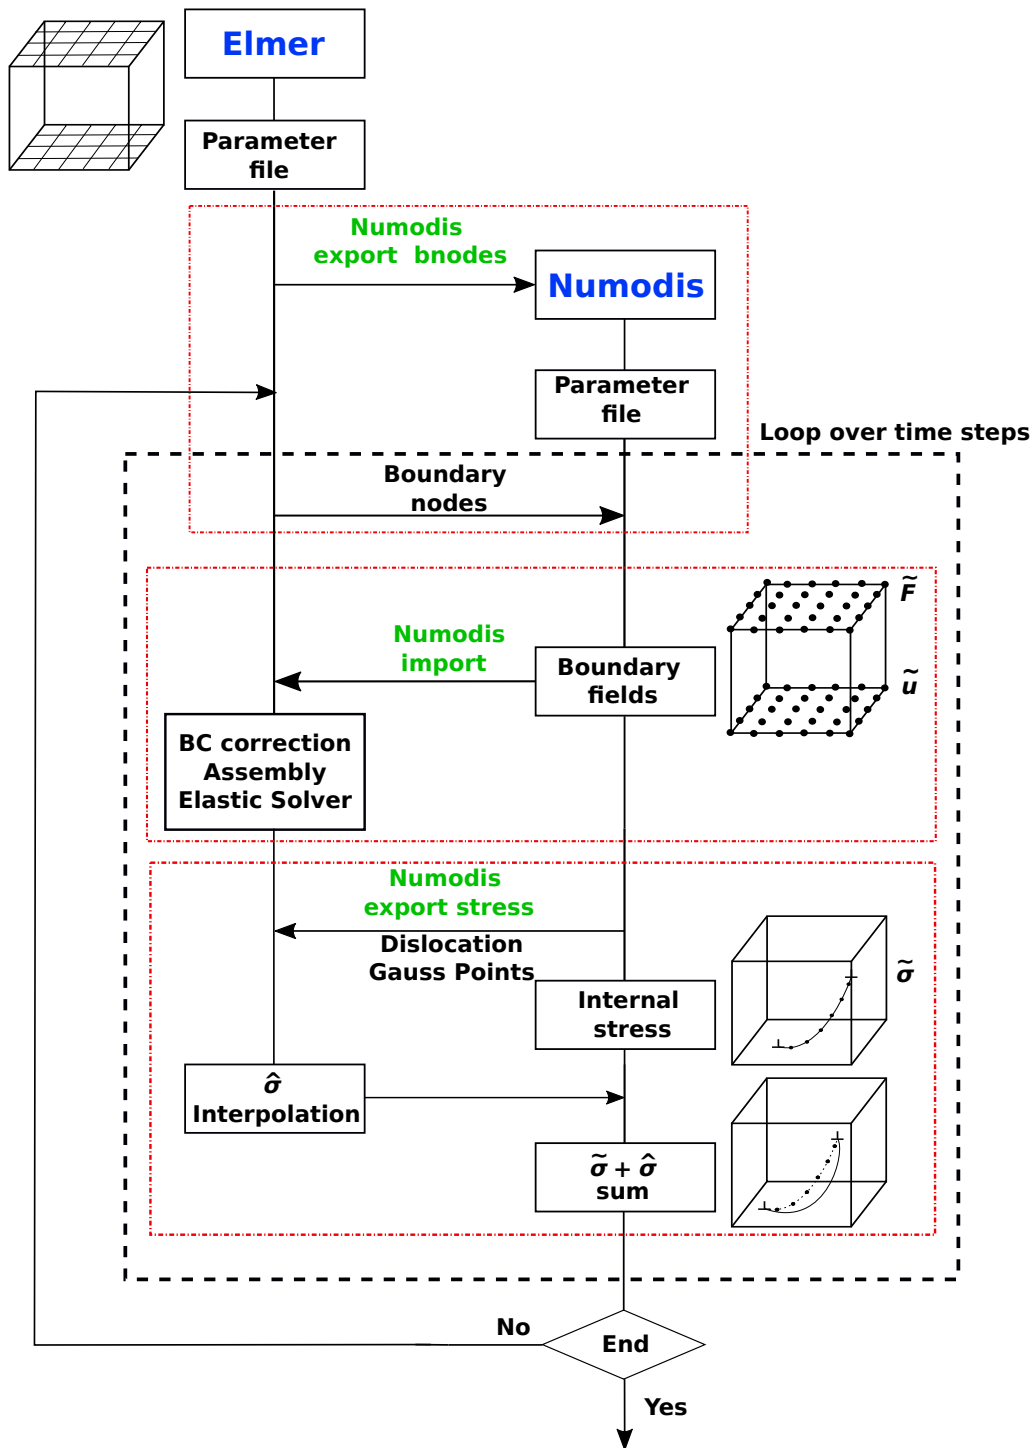 Elmer
Parameter
file
Numodis
export bnodes
Numodis
Parameter
file
Loop over time steps
Boundary
nodes
F̃
Numodis
import
Boundary
fields
ũ
BC correction
Assembly
Elastic Solver
Numodis
export stress
Dislocation
Gauss Points
σ̃
Internal
stress
σ̂
Interpolation
σ̃ + σ̂
sum
No
End
Yes